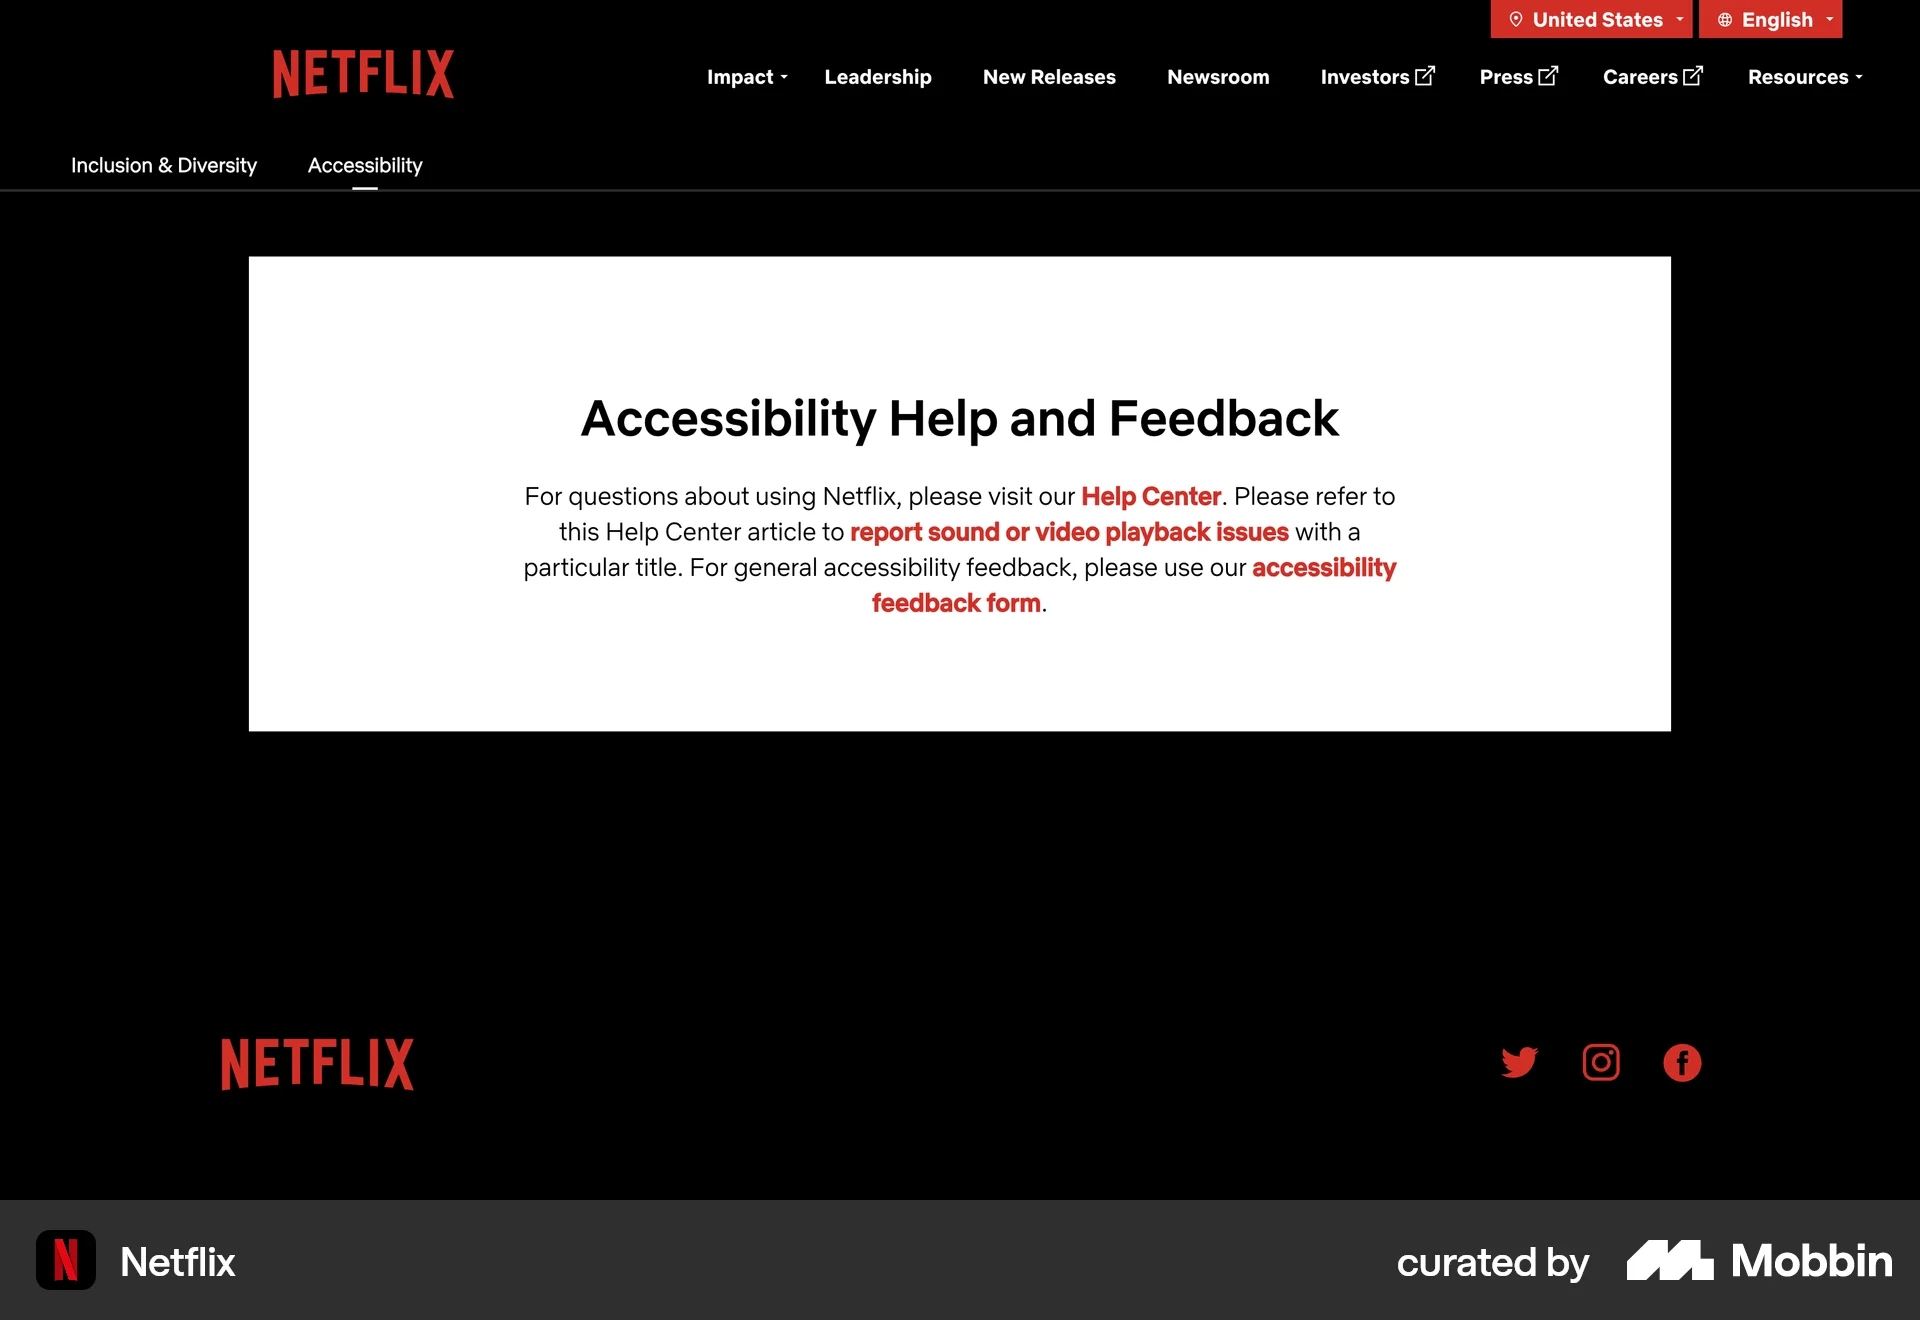 United States
English
NETFLIX
Impact
Leadership
New Releases
Newsroom
Investors
Press
Careers
Resources
Inclusion & Diversity
Accessibility
Accessibility Help and Feedback
For questions about using Netflix, please visit our Help Center. Please refer to
this Help Center article to report sound or video playback issues with a
particular title. For general accessibility feedback, please use our accessibility
feedback form.
NETFLIX
N
Netflix
curated by
Mobbin